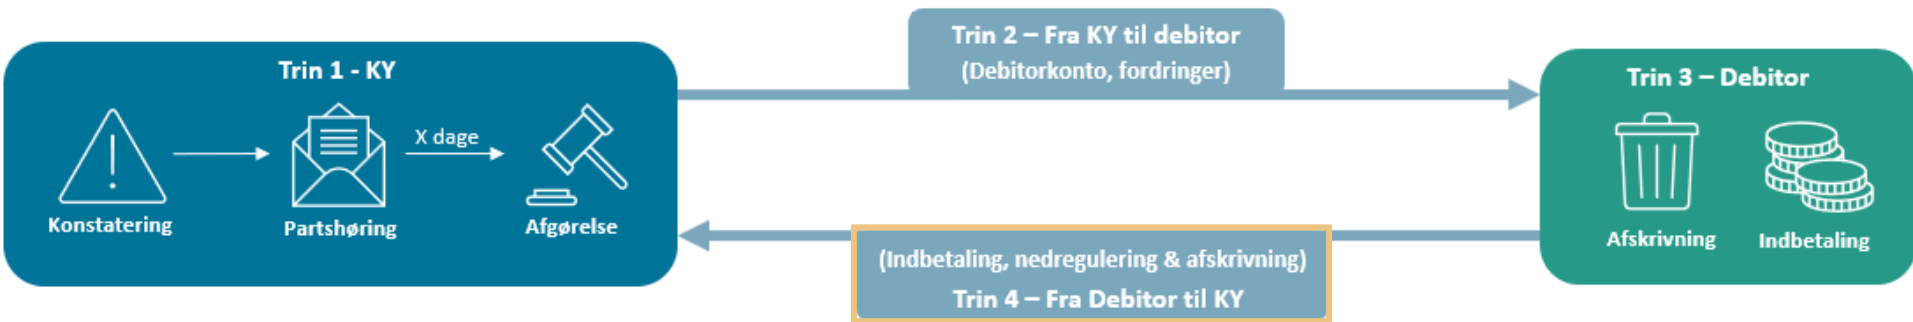 Trin 1 - KY
Konstatering
Partshøring
X dage
Afgørelse
Trin 2 – Fra KY til debitor
(Debitorkonto, fordringer)
Trin 3 – Debitor
Afskrivning
Indbetaling
(Indbetaling, nedregulering & afskrivning)
Trin 4 – Fra Debitor til KY